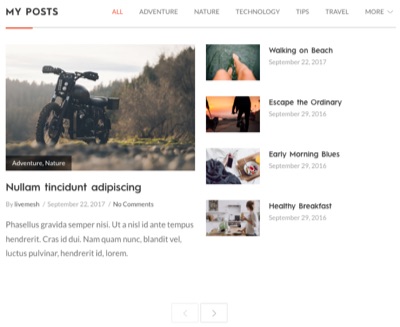 MY POSTS
ALL ADVENTURE NATURE TECHNOLOGY TIPS TRAVEL MORE
Adventure, Nature
Nullam tincidunt adipiscing
By livemesh / September 22, 2017 / No Comments
Phasellus gravida semper nisi. Ut a nisl id ante tempus
hendrerit. Cras id dui. Nam quam nunc, blandit vel,
luctus pulvinar, hendrerit id, lorem.
Walking on Beach
September 22, 2017
Escape the Ordinary
September 29, 2016
Early Morning Blues
September 29, 2016
Healthy Breakfast
September 29, 2016